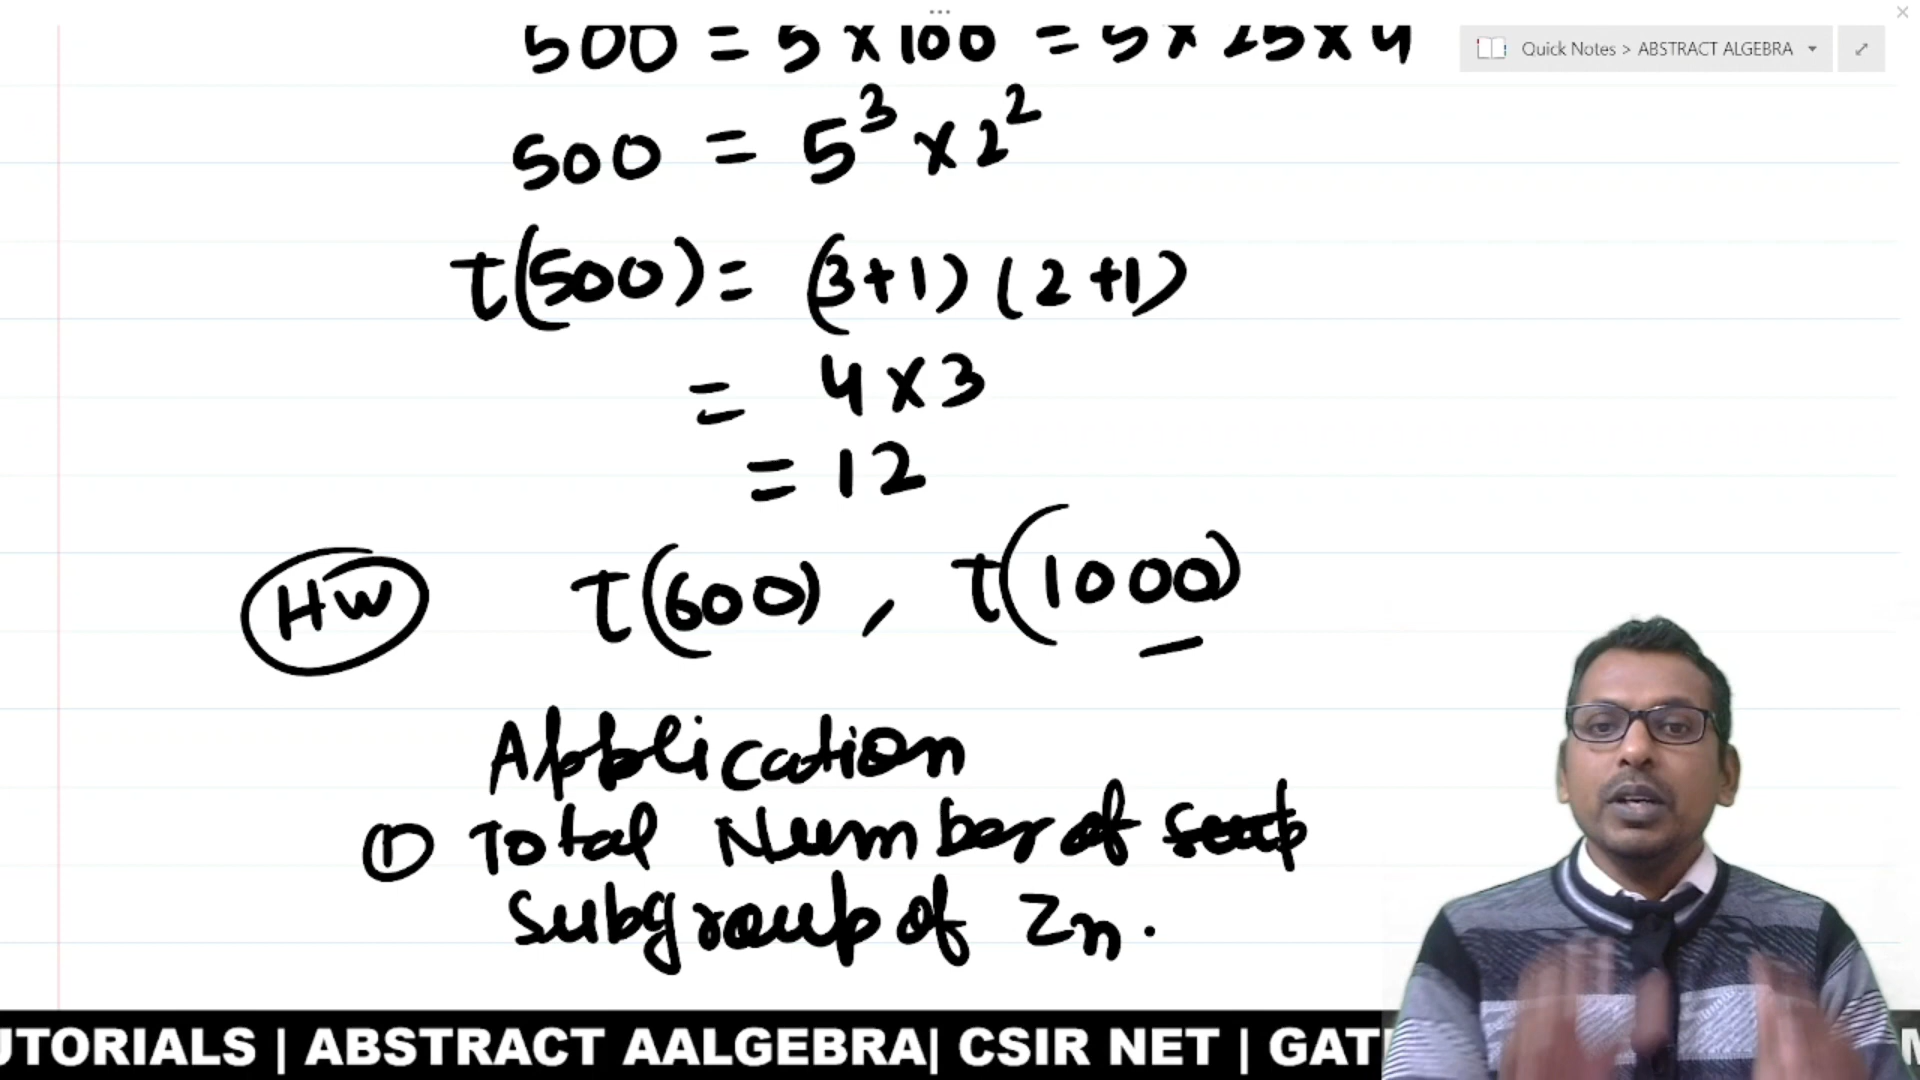 500 = 5 × 100 = 5 × 25 × 4
Quick Notes > ABSTRACT ALGEBRA
500 = 5³ × 2²
τ(500) = (3+1) (2+1)
= 4 × 3
= 12
HW τ(600) , τ(1000)
Application
① Total Number of
Subgroup of Zn.
UTORIALS | ABSTRACT AALGEBRA| CSIR NET | GAT